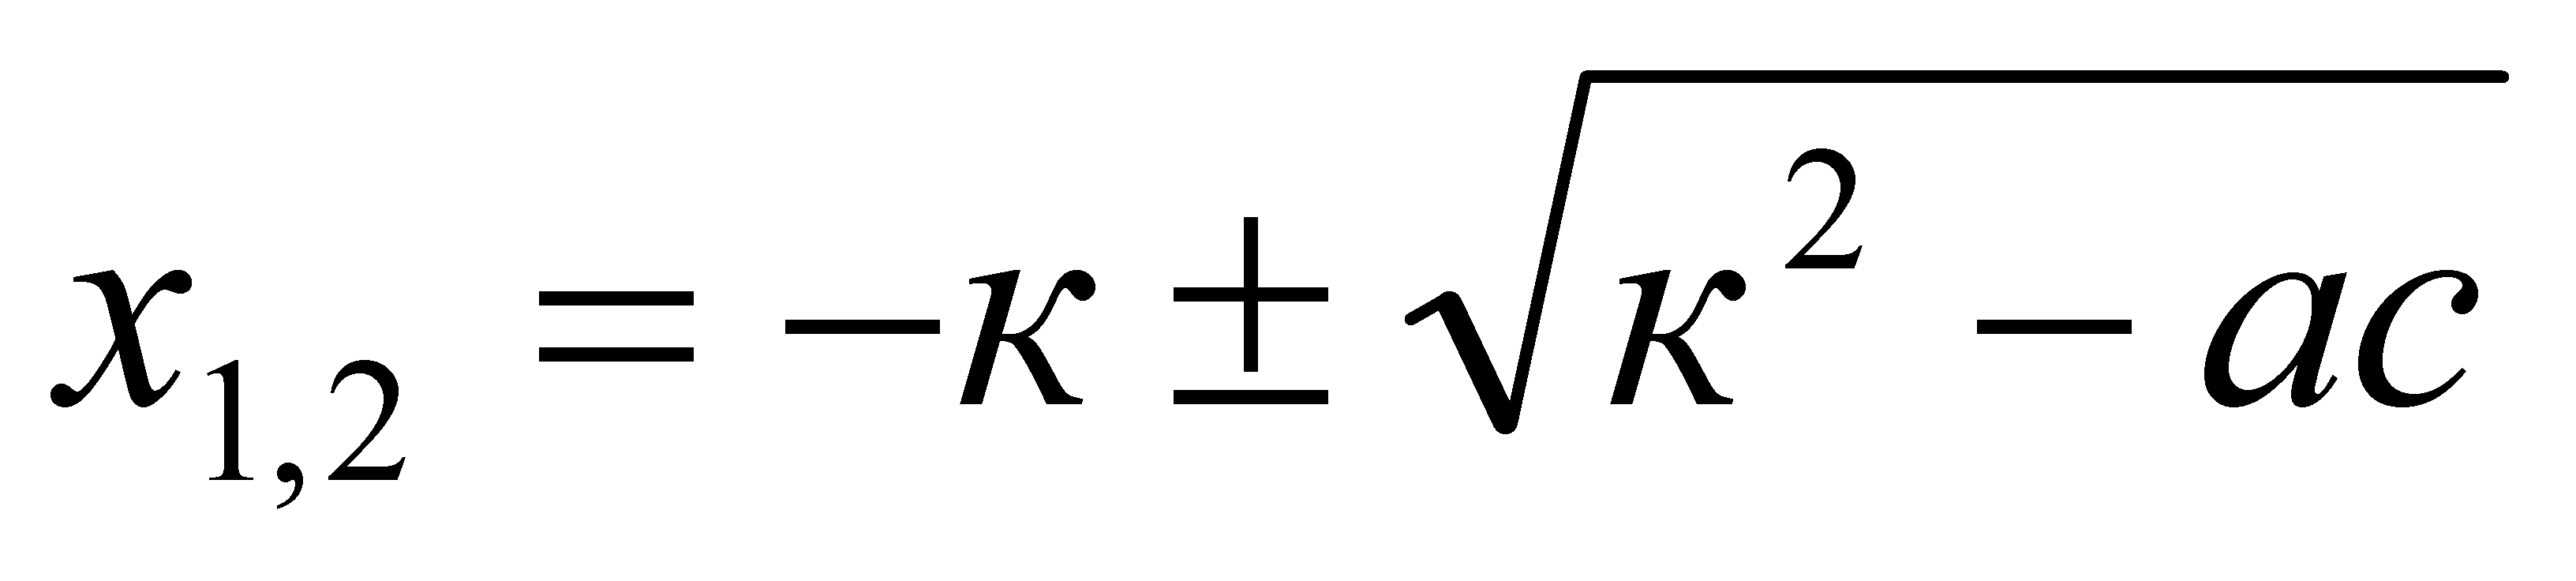 x₁,₂ = −κ ± √(κ² − ac)